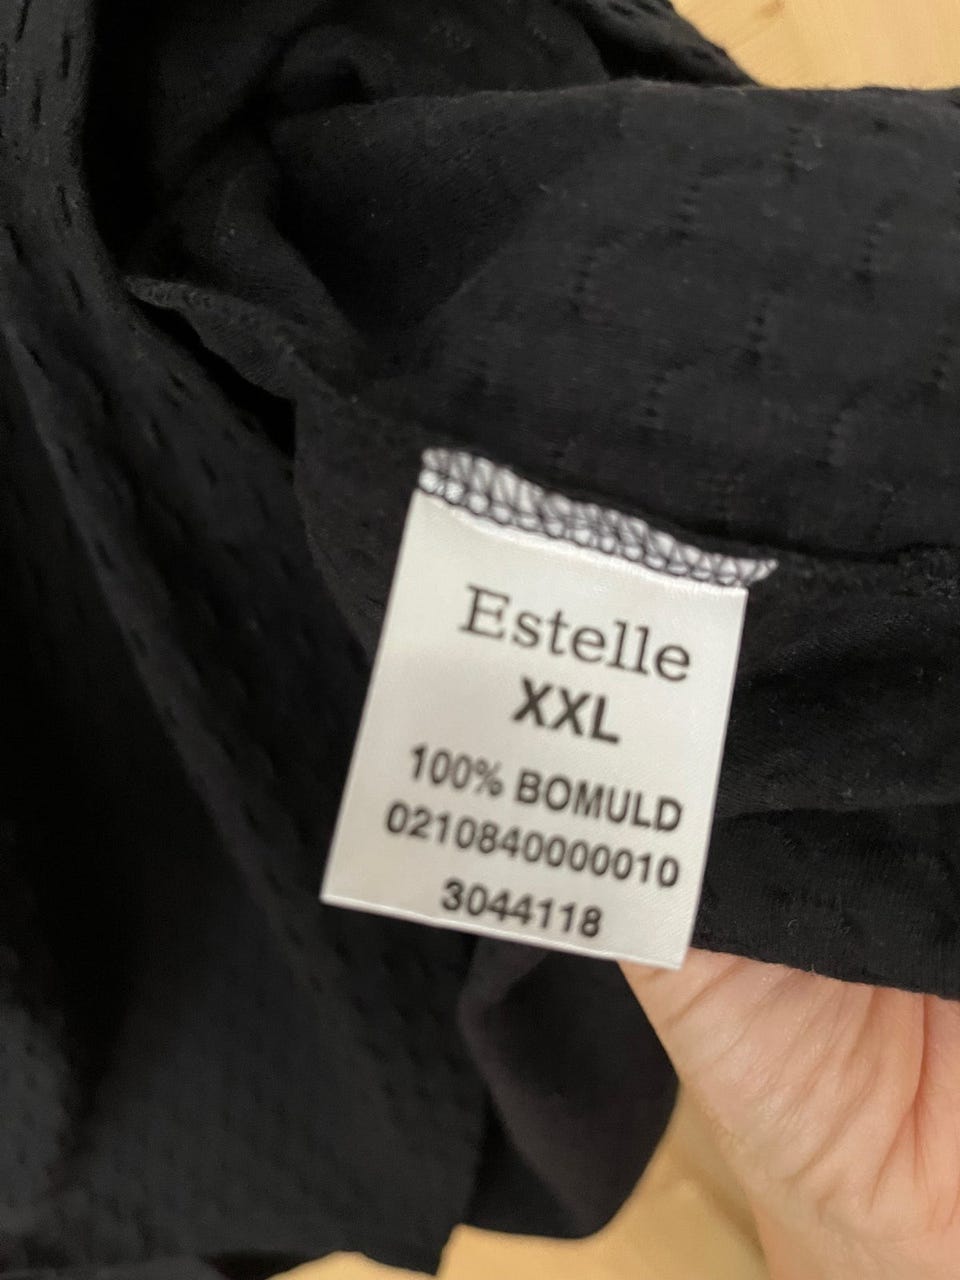 Estelle
XXL
100% BOMULD
0210840000010
3044118